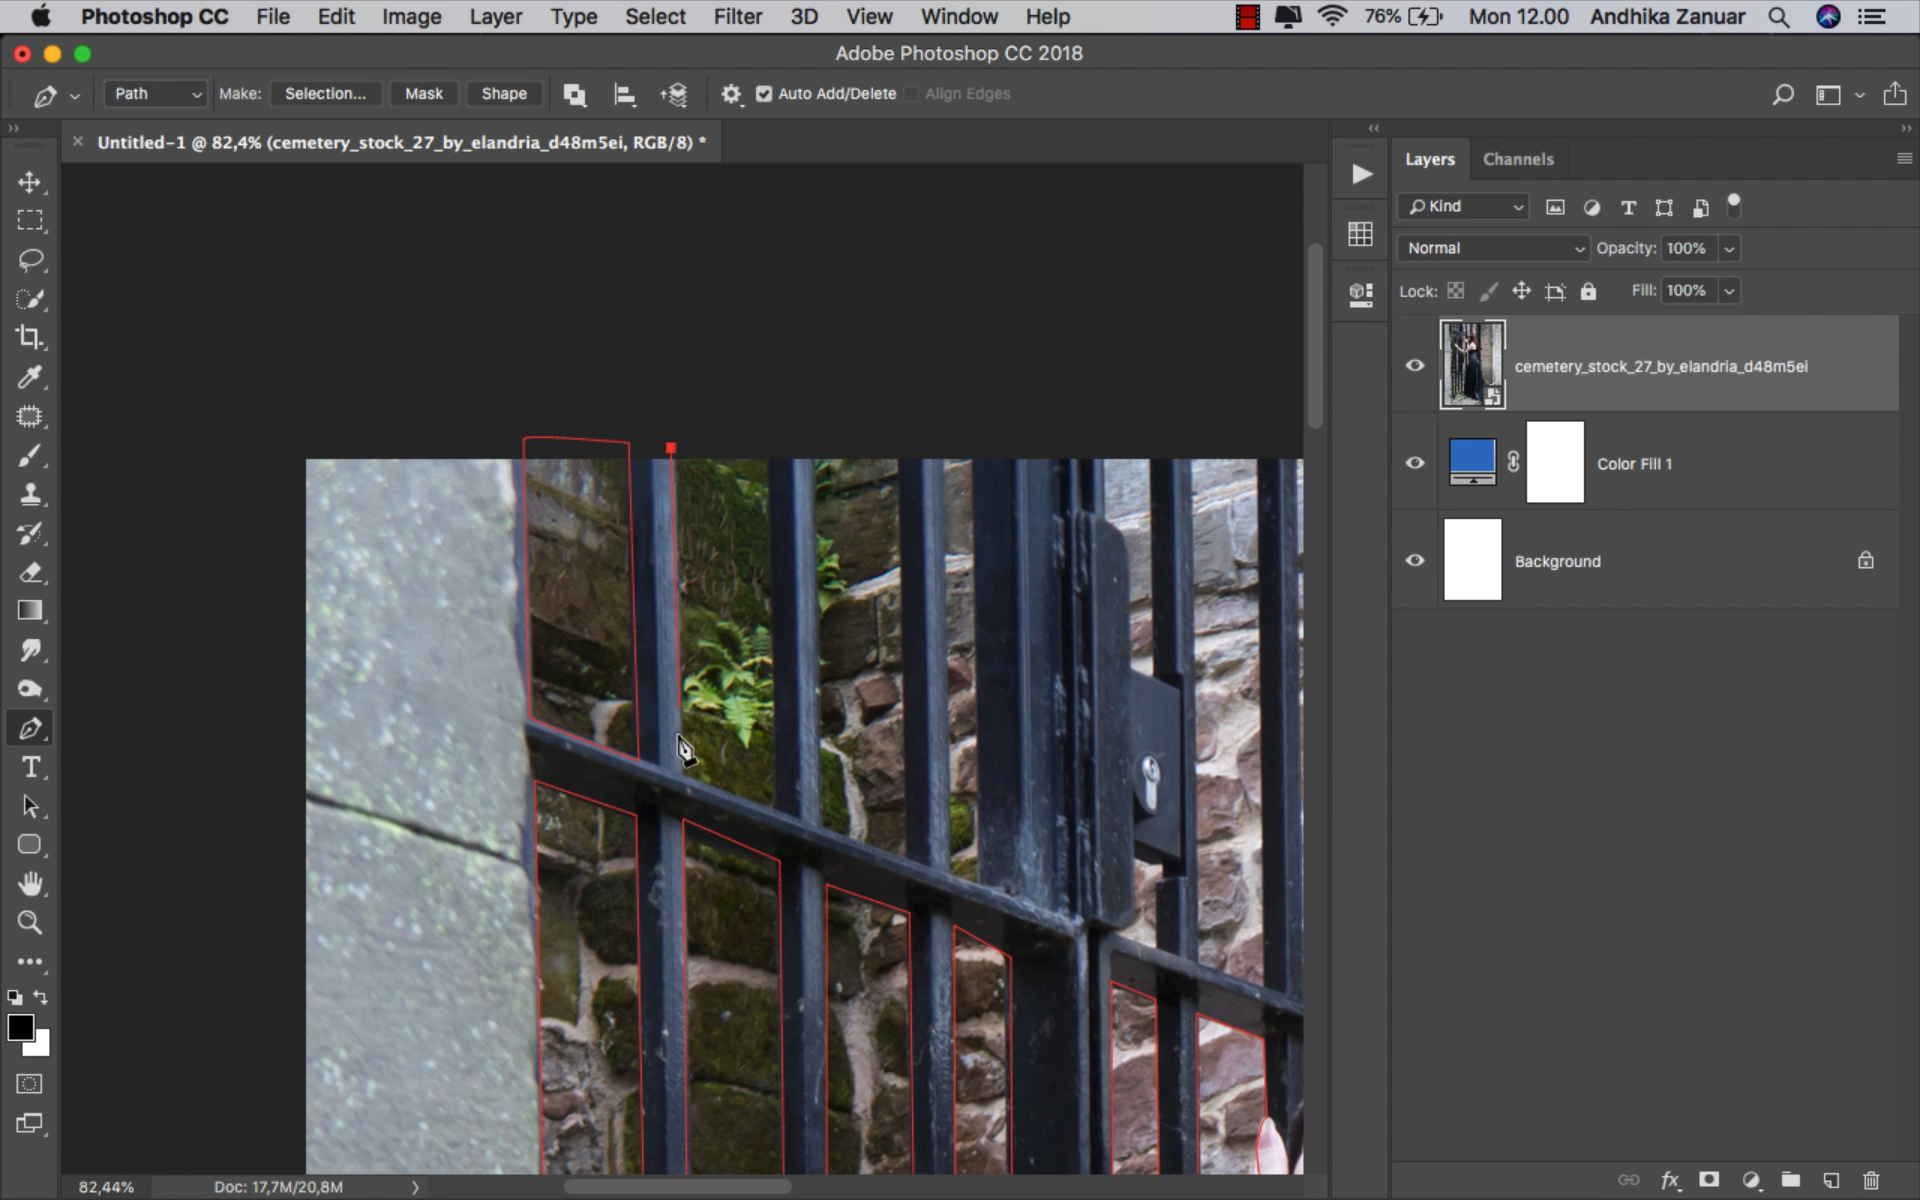 Photoshop CC File Edit Image Layer Type Select Filter 3D View Window Help 76% Mon 12.00 Andhika Zanuar
Adobe Photoshop CC 2018
Path Make: Selection... Mask Shape Auto Add/Delete Align Edges
Untitled-1 @ 82,4% (cemetery_stock_27_by_elandria_d48m5ei, RGB/8) *
Layers Channels
Kind
Normal Opacity: 100%
Lock: Fill: 100%
cemetery_stock_27_by_elandria_d48m5ei
Color Fill 1
Background
82,44% Doc: 17,7M/20,8M